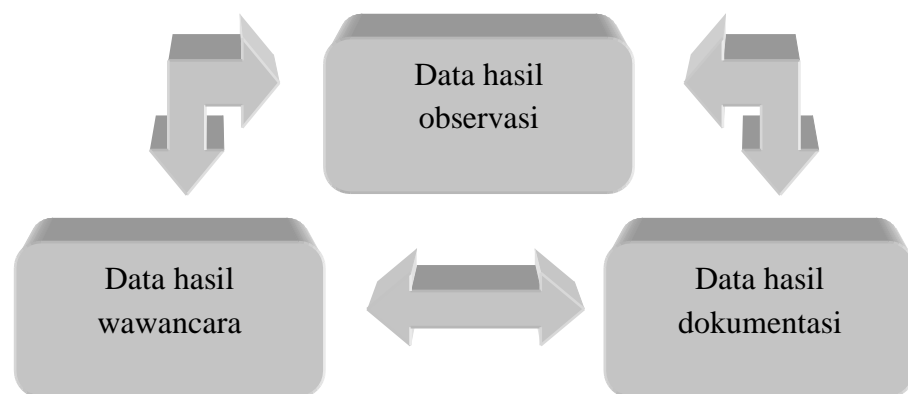 Data hasil
observasi
Data hasil
wawancara
Data hasil
dokumentasi